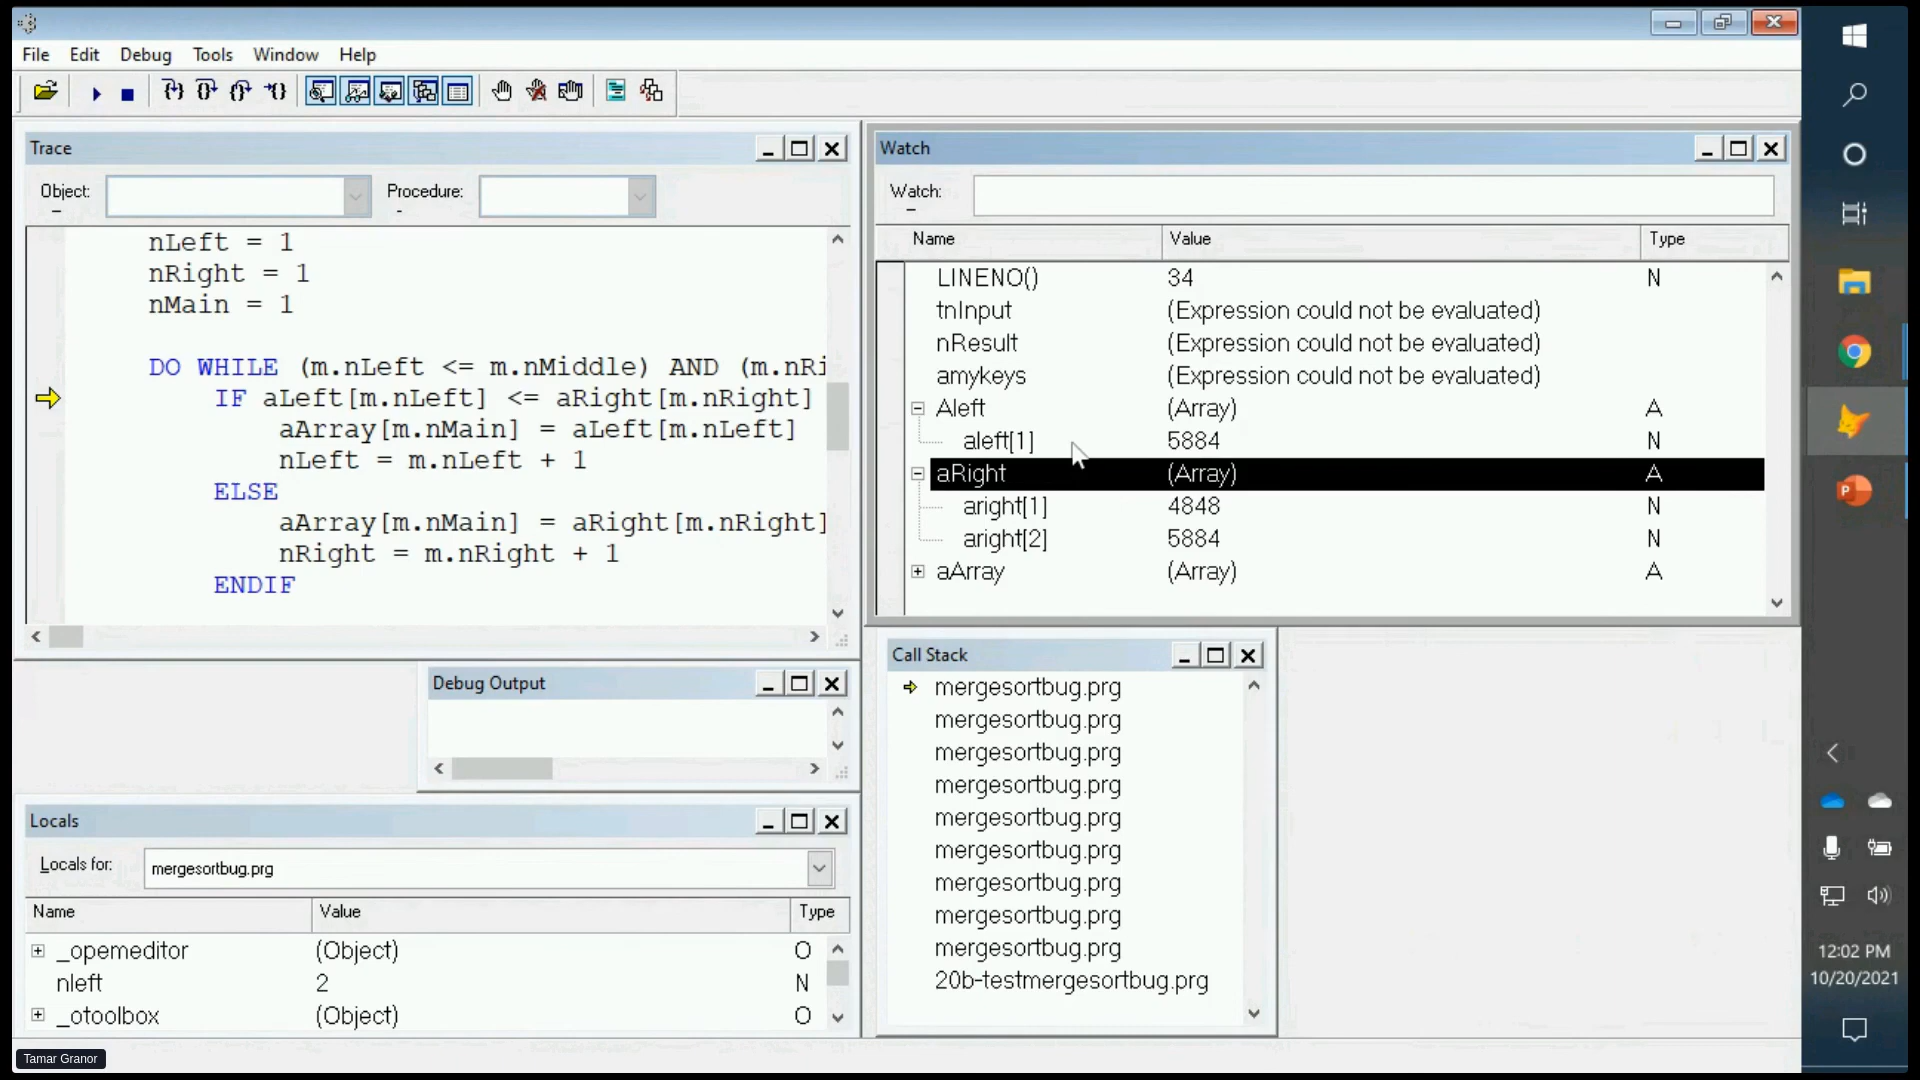 File Edit Debug Tools Window Help
Trace
Object: Procedure:
nLeft = 1
nRight = 1
nMain = 1
DO WHILE (m.nLeft <= m.nMiddle) AND (m.nRi
IF aLeft[m.nLeft] <= aRight[m.nRight]
aArray[m.nMain] = aLeft[m.nLeft]
nLeft = m.nLeft + 1
ELSE
aArray[m.nMain] = aRight[m.nRight]
nRight = m.nRight + 1
ENDIF
Watch
Watch:
Name Value Type
LINENO() 34 N
tnInput (Expression could not be evaluated)
nResult (Expression could not be evaluated)
amykeys (Expression could not be evaluated)
Aleft (Array) A
aleft[1] 5884 N
aRight (Array) A
aright[1] 4848 N
aright[2] 5884 N
aArray (Array) A
Debug Output
Call Stack
mergesortbug.prg
mergesortbug.prg
mergesortbug.prg
mergesortbug.prg
mergesortbug.prg
mergesortbug.prg
mergesortbug.prg
mergesortbug.prg
mergesortbug.prg
20b-testmergesortbug.prg
Locals
Locals for: mergesortbug.prg
Name Value Type
_opemeditor (Object) O
nleft 2 N
_otoolbox (Object) O
Tamar Granor
P
12:02 PM
10/20/2021